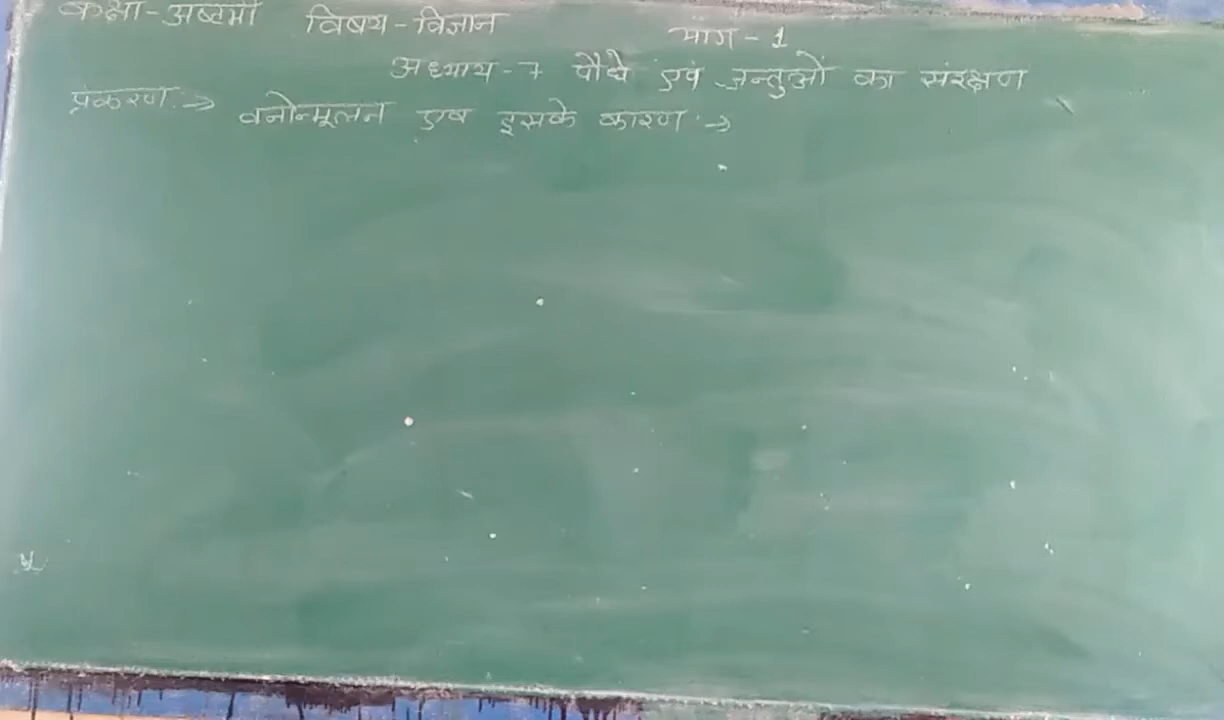 कक्षा-अष्टमी विषय-विज्ञान भाग-1
अध्याय-7 पौधे एवं जन्तुओं का संरक्षण
प्रकरण:→ वनोन्मूलन एव इसके कारण:→